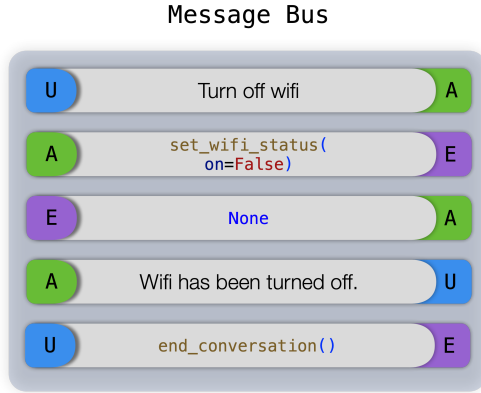 Message Bus
U Turn off wifi A
A set_wifi_status( E
on=False)
E None A
A Wifi has been turned off. U
U end_conversation() E